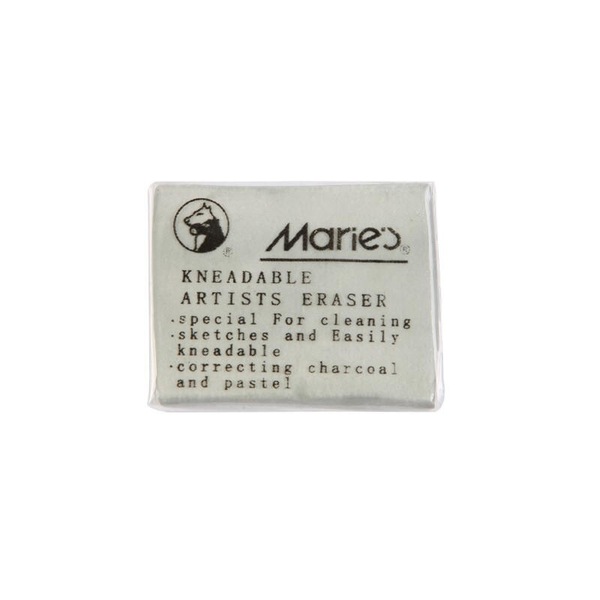 Marie's®
®
KNEADABLE
ARTISTS ERASER
·special For cleaning
·sketches and Easily
kneadable
·correcting charcoal
and pastel